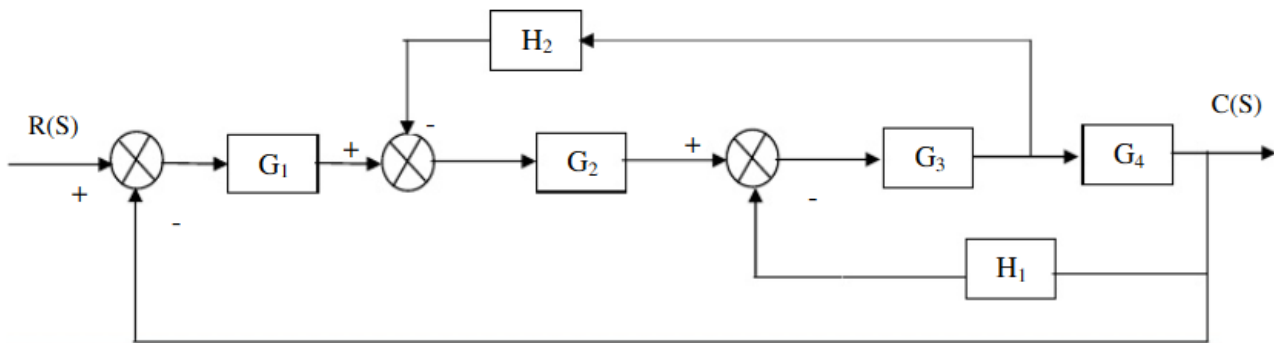 H₂
R(S)
C(S)
-
+
G₁
+
G₂
+
G₃
G₄
-
-
H₁